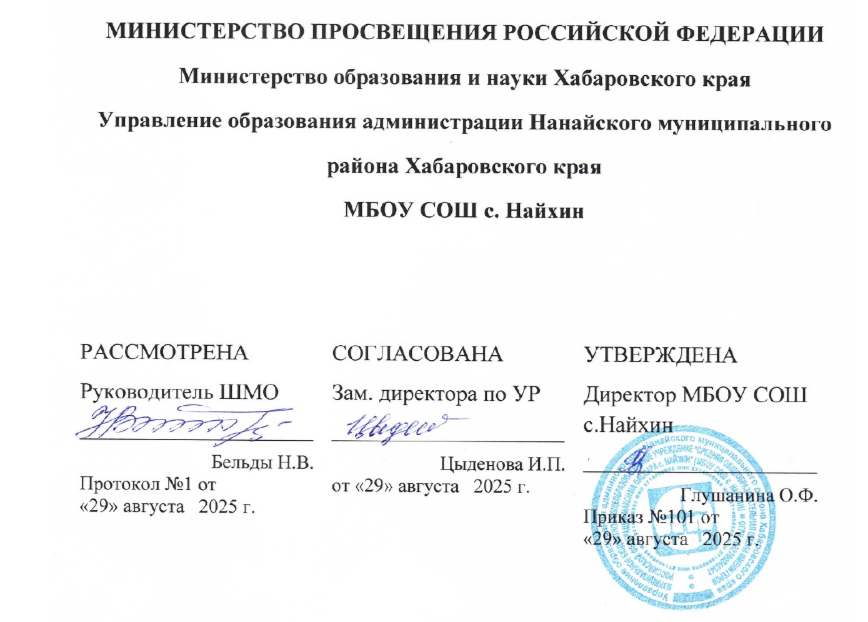 МИНИСТЕРСТВО ПРОСВЕЩЕНИЯ РОССИЙСКОЙ ФЕДЕРАЦИИ
Министерство образования и науки Хабаровского края
Управление образования администрации Нанайского муниципального
района Хабаровского края
МБОУ СОШ с. Найхин
РАССМОТРЕНА
Руководитель ШМО
Бельды Н.В.
Протокол №1 от
«29» августа 2025 г.
СОГЛАСОВАНА
Зам. директора по УР
Цыденова И.П.
от «29» августа 2025 г.
УТВЕРЖДЕНА
Директор МБОУ СОШ
с.Найхин
Глушанина О.Ф.
Приказ №101 от
«29» августа 2025 г.